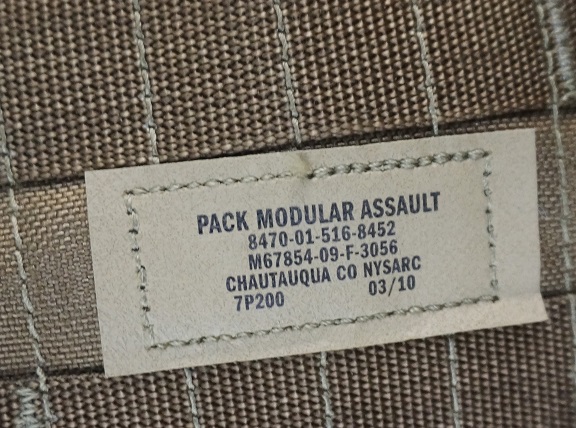 PACK MODULAR ASSAULT
8470-01-516-8452
M67854-09-F-3056
CHAUTAUQUA CO NYSARC
7P200 03/10